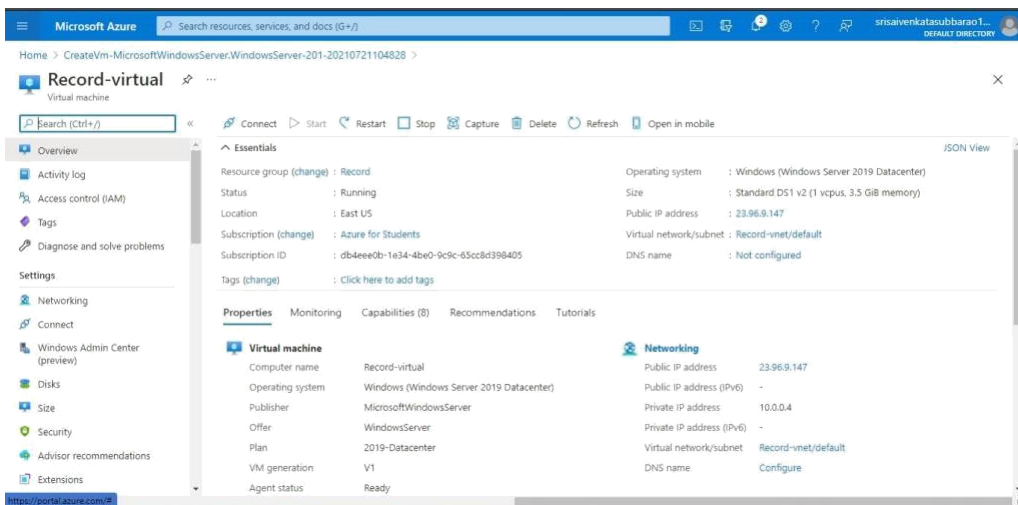 Microsoft Azure
Search resources, services, and docs (G+/)
2
srisaivenkatasubbarao1...
DEFAULT DIRECTORY
Home > CreateVm-MicrosoftWindowsServer.WindowsServer-201-20210721104828 >
Record-virtual ...
Virtual machine
Search (Ctrl+/) «
Connect Start Restart Stop Capture Delete Refresh Open in mobile
Overview
Activity log
Access control (IAM)
Tags
Diagnose and solve problems
Settings
Networking
Connect
Windows Admin Center
(preview)
Disks
Size
Security
Advisor recommendations
Extensions
https://portal.azure.com/#
Essentials JSON View
Resource group (change) : Record
Status : Running
Location : East US
Subscription (change) : Azure for Students
Subscription ID : db4eee0b-1e34-4be0-9c9c-65cc8d398405
Tags (change) : Click here to add tags
Operating system : Windows (Windows Server 2019 Datacenter)
Size : Standard DS1 v2 (1 vcpus, 3.5 GiB memory)
Public IP address : 23.96.9.147
Virtual network/subnet : Record-vnet/default
DNS name : Not configured
Properties Monitoring Capabilities (8) Recommendations Tutorials
Virtual machine
Computer name Record-virtual
Operating system Windows (Windows Server 2019 Datacenter)
Publisher MicrosoftWindowsServer
Offer WindowsServer
Plan 2019-Datacenter
VM generation V1
Agent status Ready
Networking
Public IP address 23.96.9.147
Public IP address (IPv6) -
Private IP address 10.0.0.4
Private IP address (IPv6) -
Virtual network/subnet Record-vnet/default
DNS name Configure